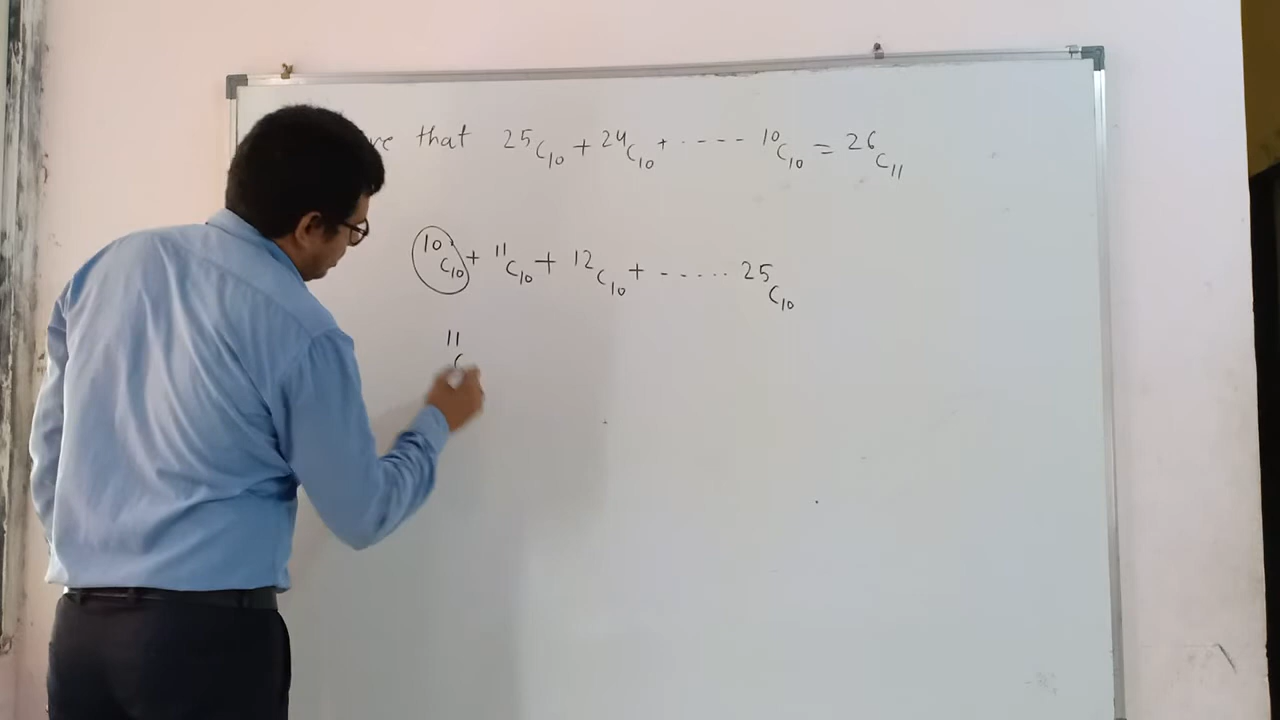 that ²⁵C₁₀ + ²⁴C₁₀ + ----- ¹⁰C₁₀ = ²⁶C₁₁
¹⁰C₁₀ + ¹¹C₁₀ + ¹²C₁₀ + ------ ²⁵C₁₀
¹¹C